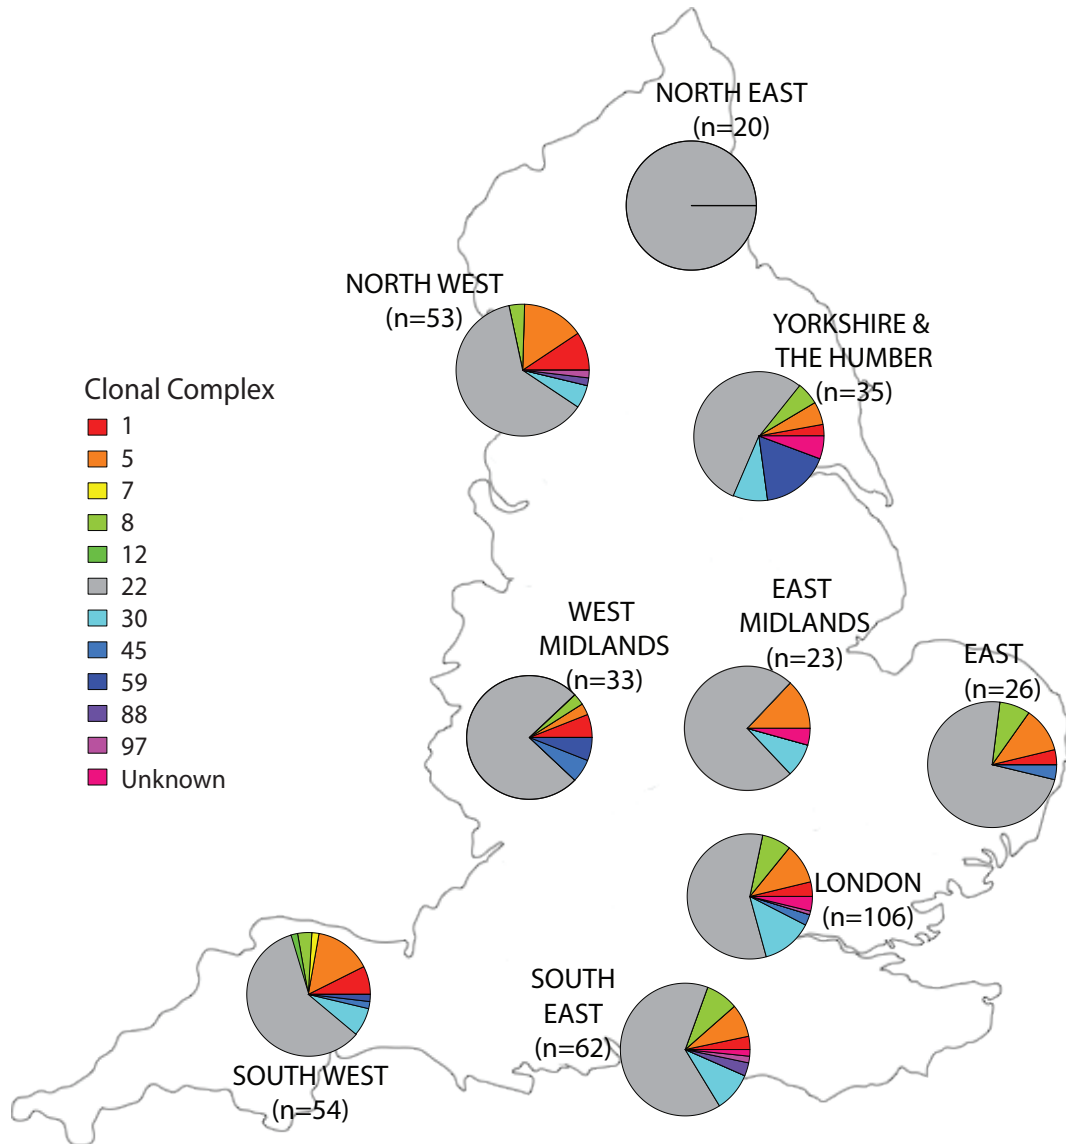 NORTH EAST
(n=20)
NORTH WEST
(n=53)
YORKSHIRE &
THE HUMBER
(n=35)
Clonal Complex
1
5
7
8
12
22
30
45
59
88
97
Unknown
WEST
MIDLANDS
(n=33)
EAST
MIDLANDS
(n=23)
EAST
(n=26)
LONDON
(n=106)
SOUTH
EAST
(n=62)
SOUTH WEST
(n=54)